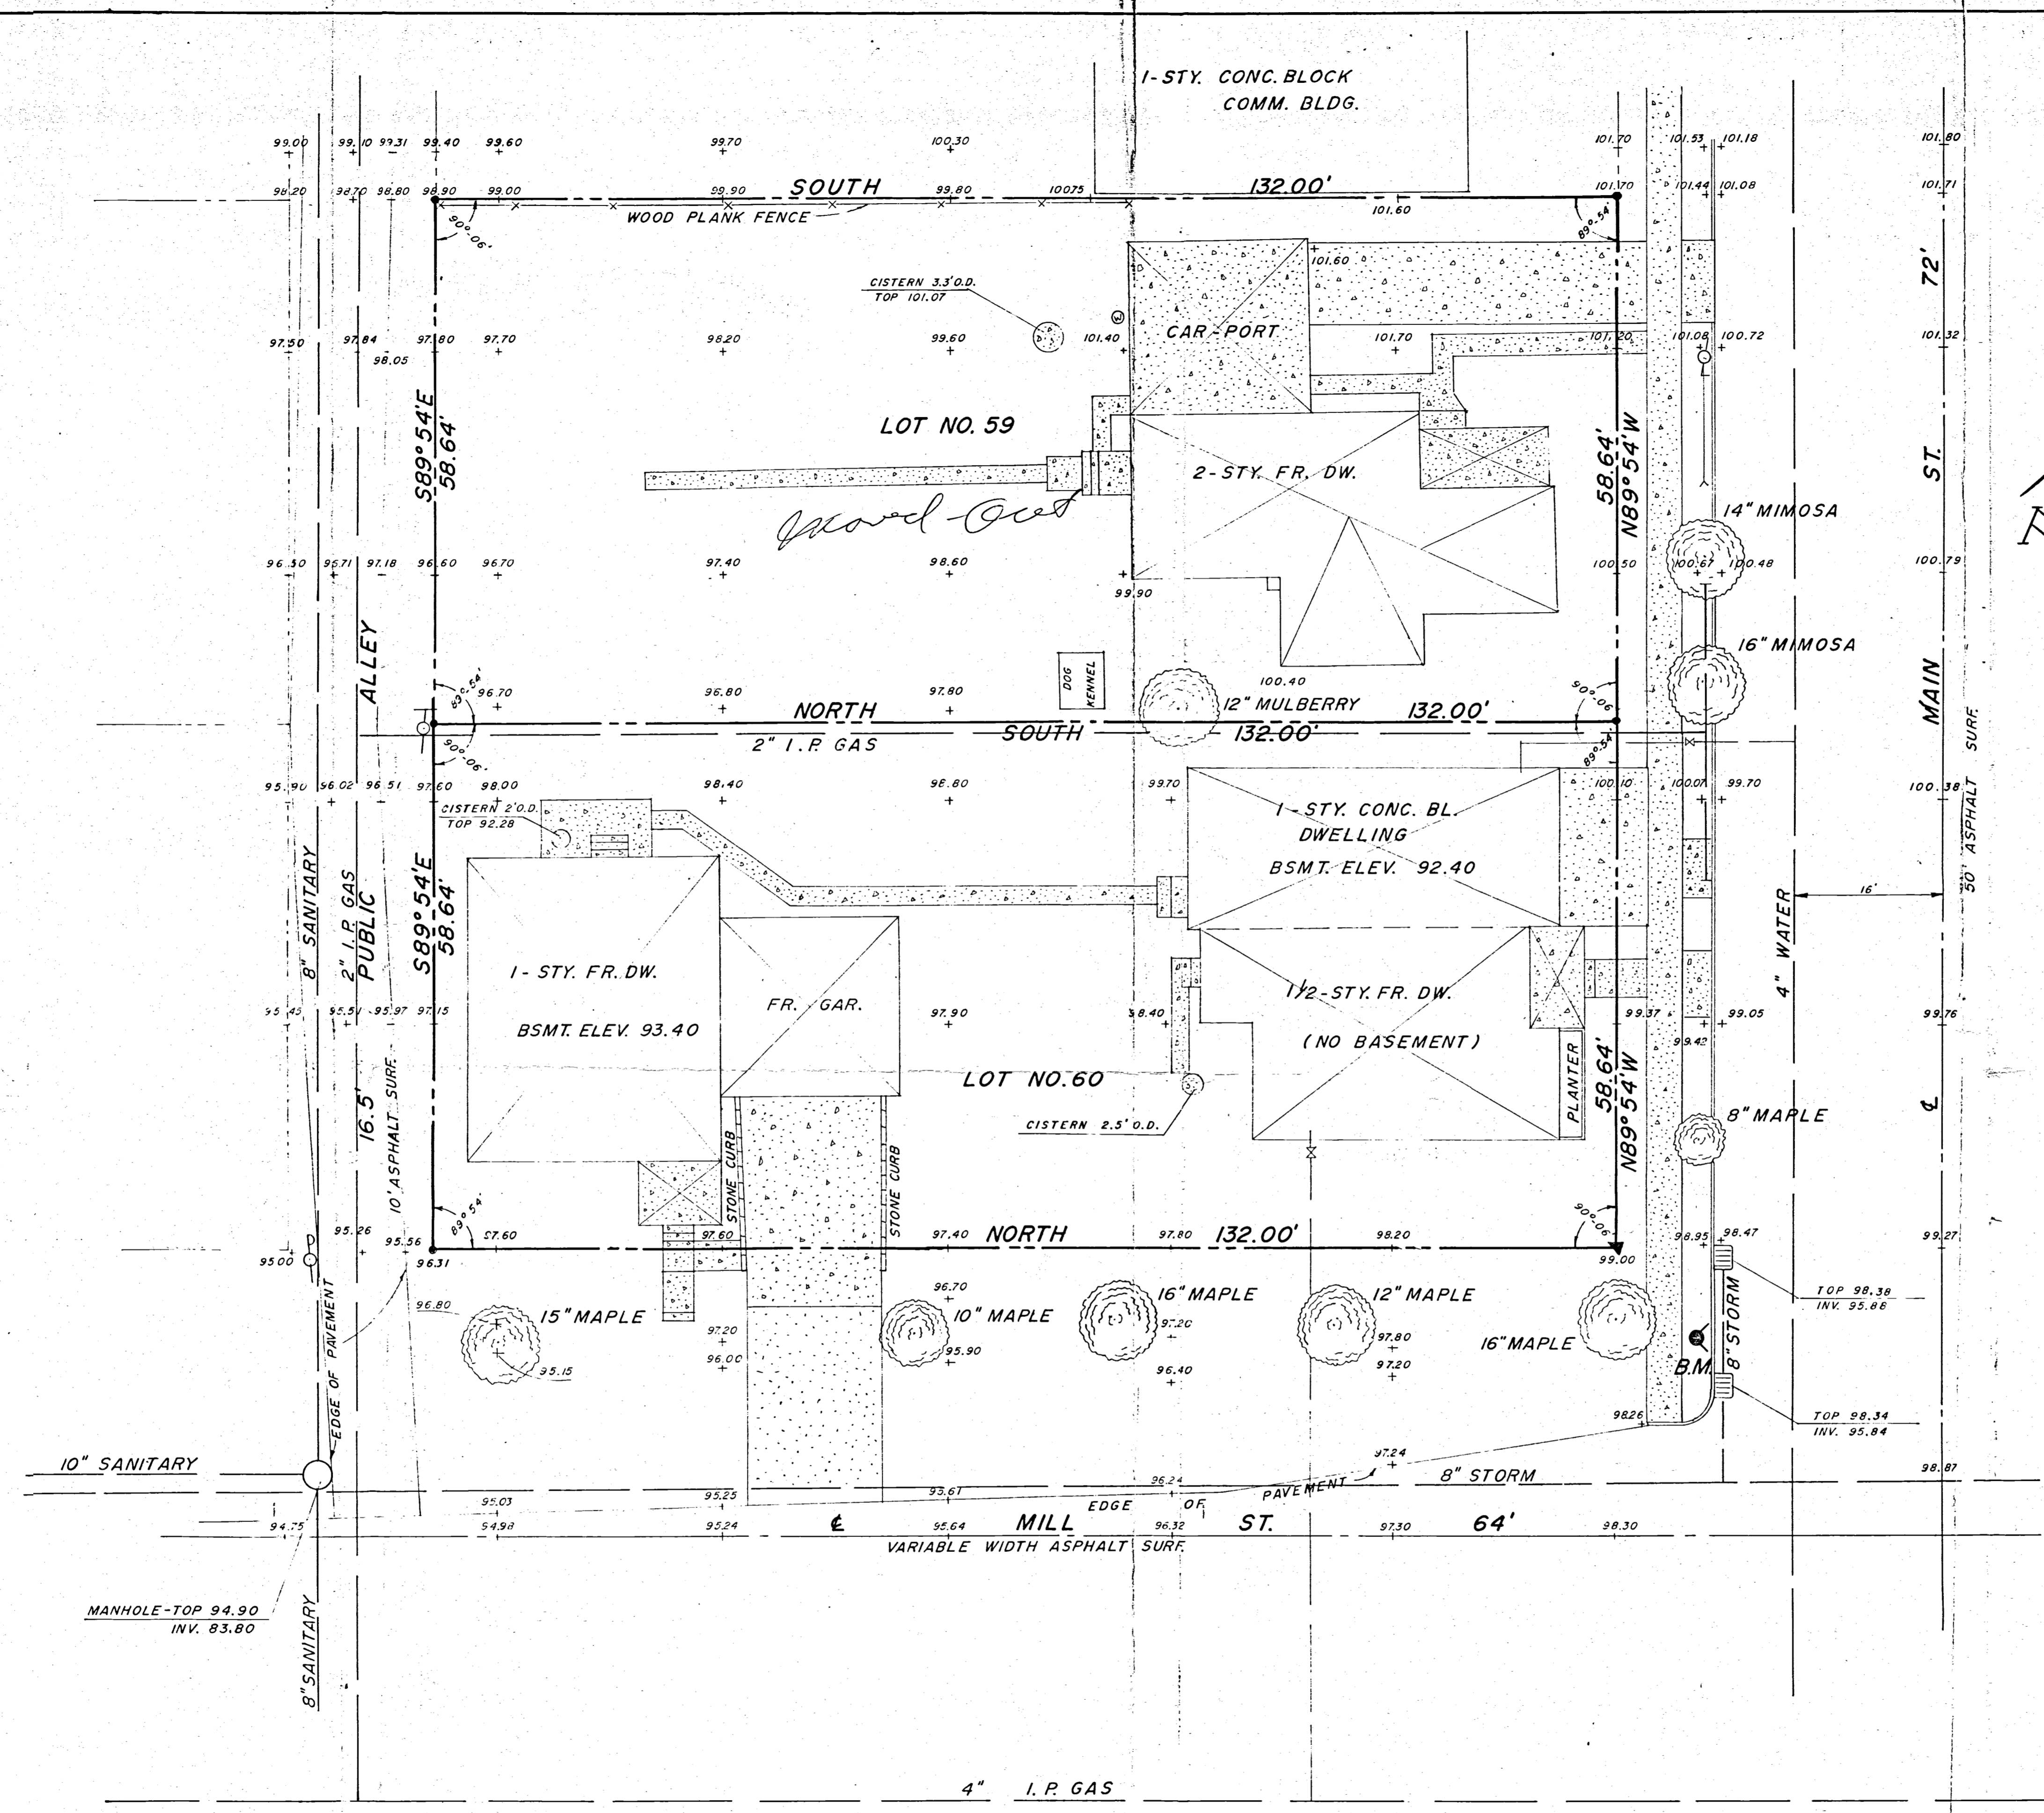 1-STY. CONC. BLOCK
COMM. BLDG.
99.00 99.10 99.31 99.40 99.60 99.70 100.30 101.70 101.53 101.18 101.80
98.20 98.70 98.80 98.90 99.00 99.90 SOUTH 99.80 100.75 132.00' 101.70 101.44 101.08 101.71
WOOD PLANK FENCE 101.60
90°-06' 89°-54'
101.60
72'
CISTERN 3.3' O.D.
TOP 101.07
CAR-PORT
97.50 97.84 97.80 97.70 98.20 99.60 101.40 101.70 101.20 101.08 100.72 101.32
98.05
W
S89°54'E
58.64'
LOT NO. 59
58.64'
N89°54'W
ST.
2-STY. FR. DW.
moved-Out
14" MIMOSA
96.50 96.71 97.18 96.60 96.70 97.40 98.60 100.50 100.67 100.48 100.79
99.90
ALLEY
16" MIMOSA
DOG
KENNEL
MAIN
89°-54' 96.70 96.80 97.80 100.40 90°-06'
12" MULBERRY
NORTH 132.00'
2" I.P. GAS SOUTH 132.00'
90°-06' 89°-54'
50' ASPHALT SURF.
95.90 96.02 96.51 97.60 98.00 98.40 98.80 99.70 100.10 100.07 99.70 100.38
CISTERN 2' O.D.
TOP 92.28
1-STY. CONC. BL.
DWELLING
BSMT. ELEV. 92.40
8" SANITARY
2" I.P. GAS
PUBLIC
S89°54'E
58.64'
16'
4" WATER
1-STY. FR. DW.
BSMT. ELEV. 93.40
FR. GAR.
1 1/2-STY. FR. DW.
(NO BASEMENT)
95.45 95.51 95.97 97.15 97.90 98.40 99.37 99.05 99.76
99.42
PLANTER
58.64'
N89°54'W
LOT NO. 60
16.5'
10' ASPHALT SURF.
CISTERN 2.5' O.D.
8" MAPLE
℄
STONE CURB
STONE CURB
89°-54' 90°-06'
95.00 95.26 95.56 96.31 97.60 97.60 97.40 NORTH 97.80 132.00' 98.20 99.00 98.95 98.47 99.27
96.80 15" MAPLE 96.70 10" MAPLE 16" MAPLE 12" MAPLE
97.20 97.20 97.80 16" MAPLE
96.00 95.90 96.40 97.20
95.15
EDGE OF PAVEMENT
TOP 98.38
INV. 95.88
8" STORM
B.M.
98.26
TOP 98.34
INV. 95.84
10" SANITARY
97.24
96.24 PAVEMENT 8" STORM 98.87
95.03 95.25 EDGE OF
94.75 94.98 95.24 ℄ 95.64 MILL 96.32 ST. 97.30 64' 98.30
VARIABLE WIDTH ASPHALT SURF.
MANHOLE-TOP 94.90
INV. 83.80
8" SANITARY
4" I.P. GAS